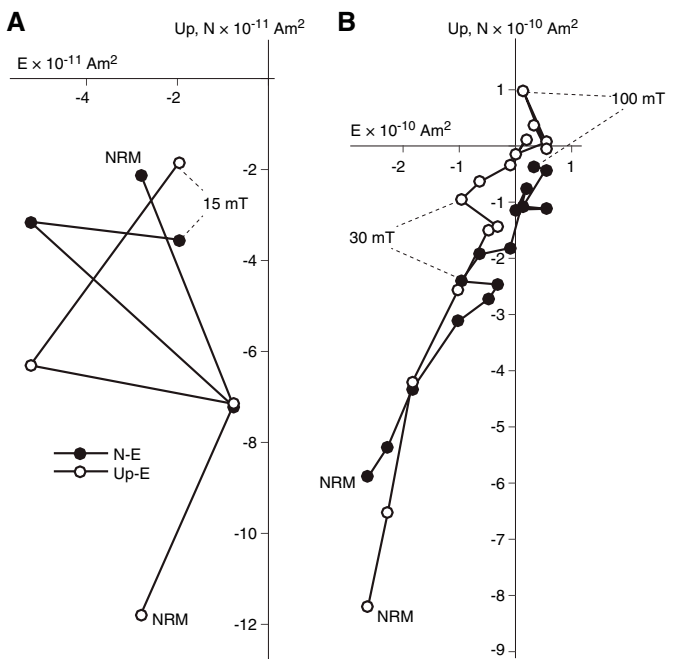 A
Up, N × 10⁻¹¹ Am²
E × 10⁻¹¹ Am²
-4
-2
NRM
-2
15 mT
-4
-6
-8
N-E
Up-E
-10
NRM
-12
B
Up, N × 10⁻¹⁰ Am²
1
100 mT
E × 10⁻¹⁰ Am²
-2
-1
1
-1
30 mT
-2
-3
-4
-5
NRM
-6
-7
-8
NRM
-9